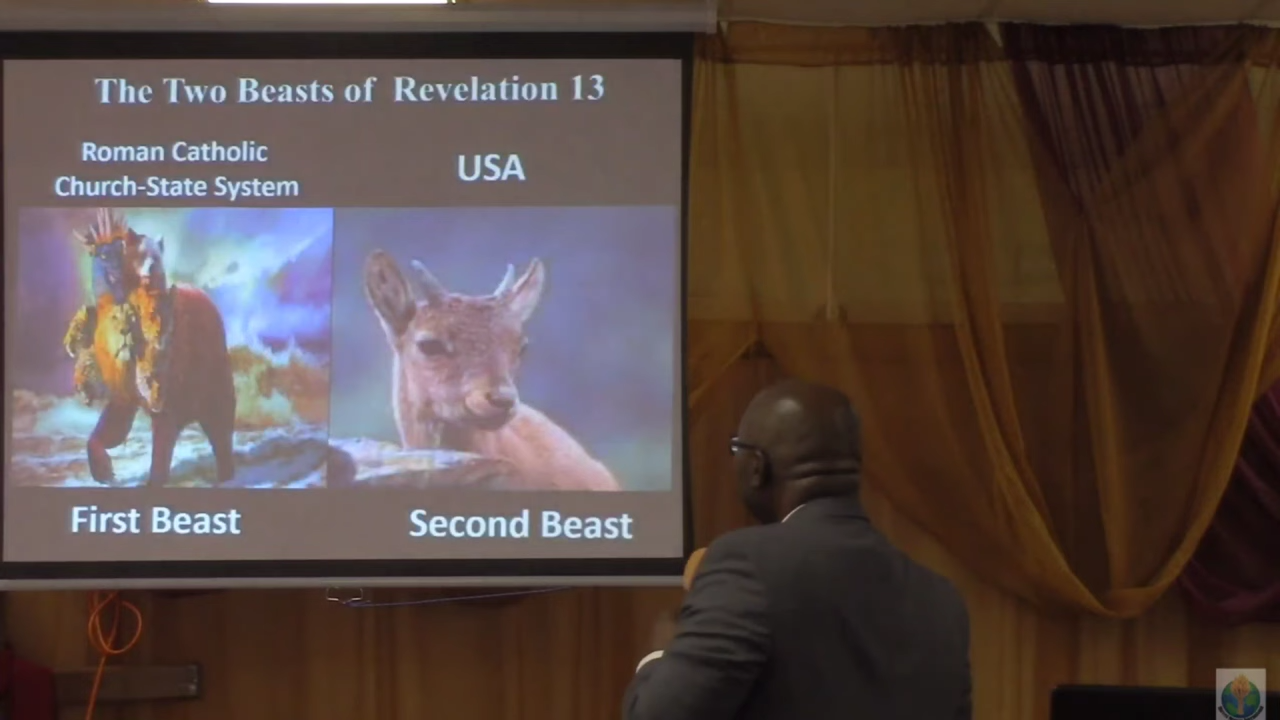 The Two Beasts of Revelation 13
Roman Catholic
Church-State System
USA
First Beast
Second Beast